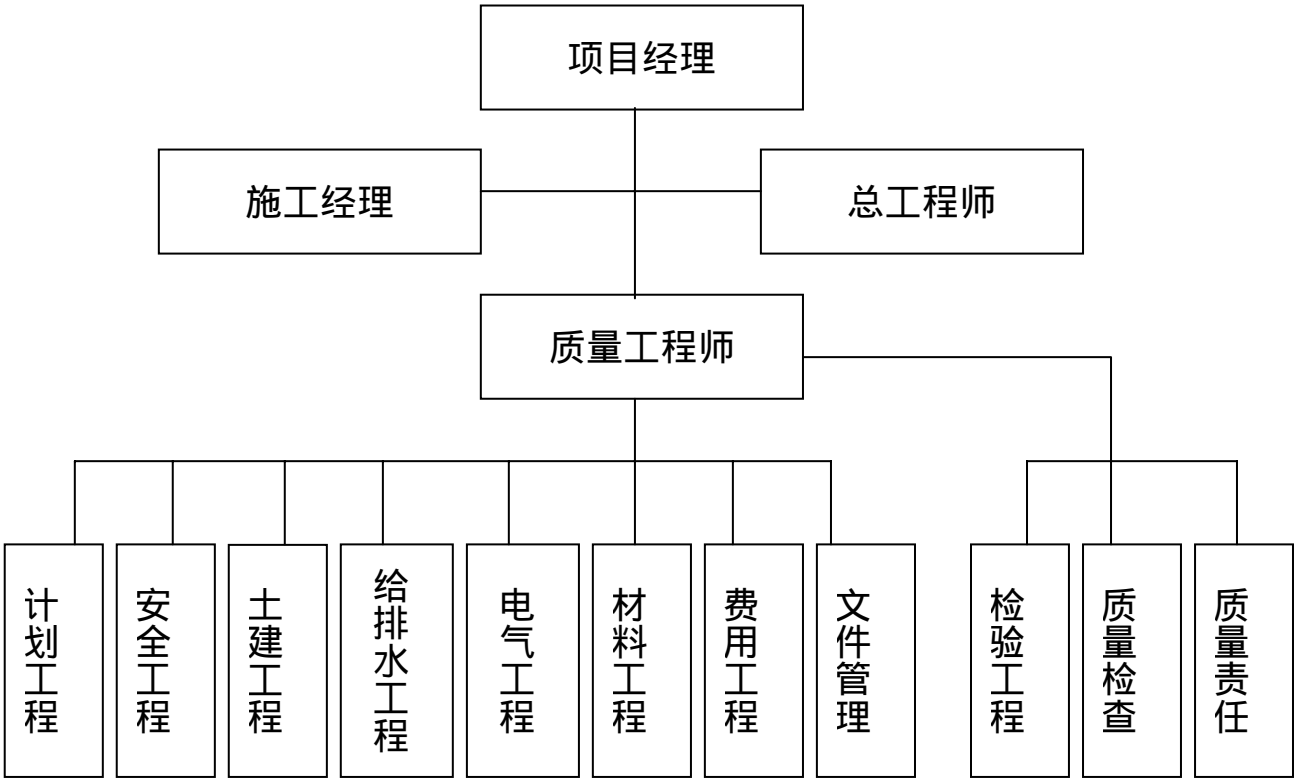 项目经理
施工经理
总工程师
质量工程师
计划工程
安全工程
土建工程
给排水工程
电气工程
材料工程
费用工程
文件管理
检验工程
质量检查
质量责任